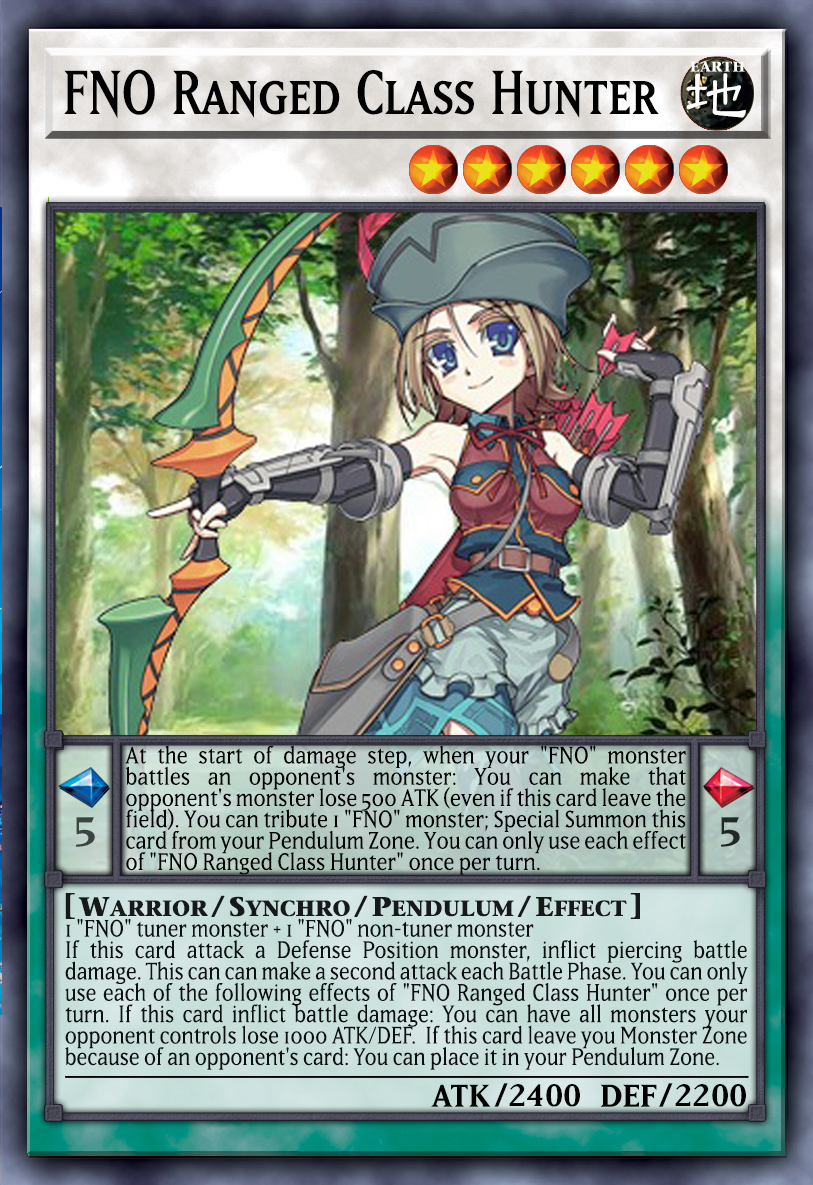 FNO Ranged Class Hunter
EARTH
地
At the start of damage step, when your "FNO" monster
battles an opponent's monster: You can make that
opponent's monster lose 500 ATK (even if this card leave the
field). You can tribute 1 "FNO" monster; Special Summon this
card from your Pendulum Zone. You can only use each effect
of "FNO Ranged Class Hunter" once per turn.
5
5
[Warrior/Synchro/Pendulum/Effect]
1 "FNO" tuner monster + 1 "FNO" non-tuner monster
If this card attack a Defense Position monster, inflict piercing battle
damage. This can can make a second attack each Battle Phase. You can only
use each of the following effects of "FNO Ranged Class Hunter" once per
turn. If this card inflict battle damage: You can have all monsters your
opponent controls lose 1000 ATK/DEF. If this card leave you Monster Zone
because of an opponent's card: You can place it in your Pendulum Zone.
ATK/2400 DEF/2200